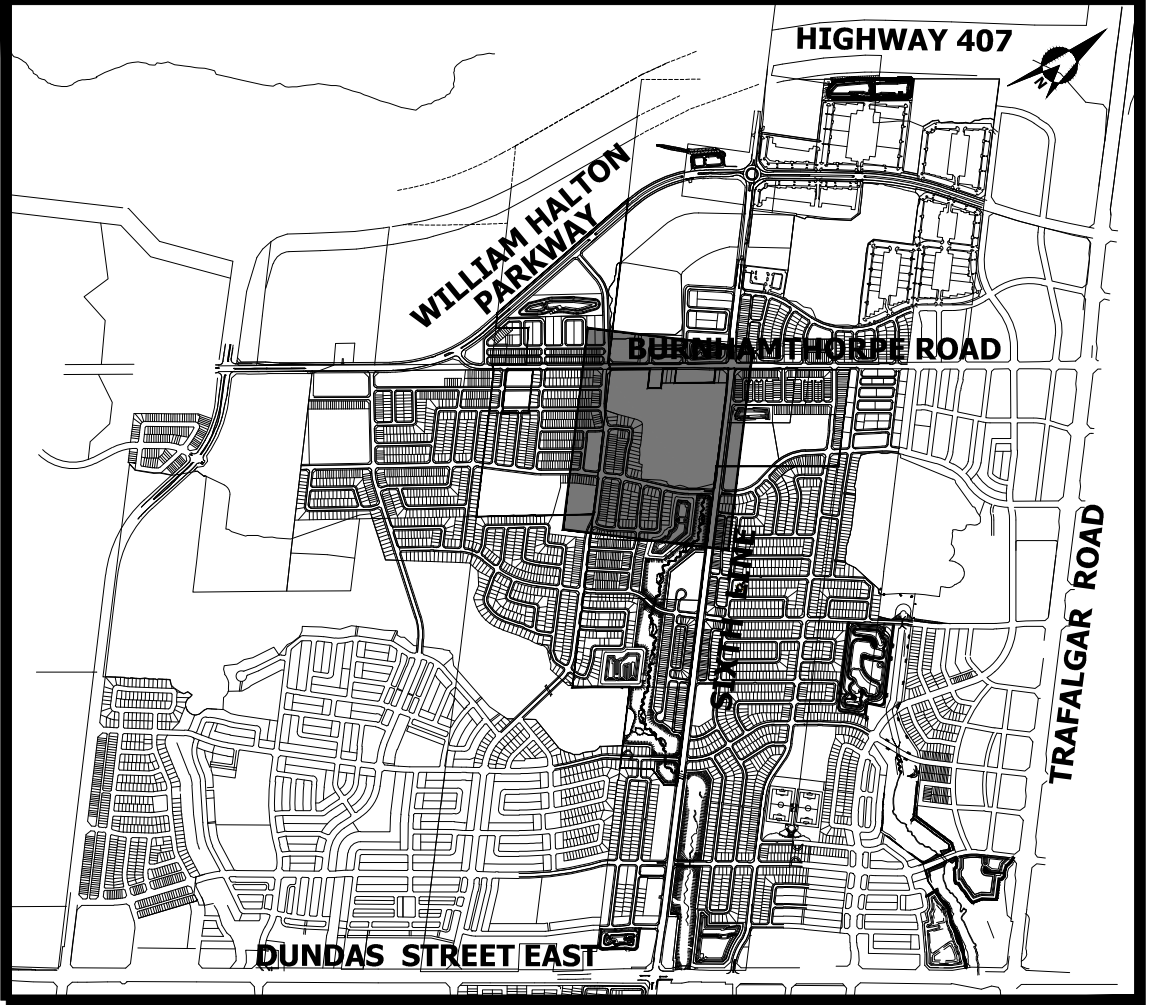 HIGHWAY 407
N
WILLIAM HALTON
PARKWAY
BURNHAMTHORPE ROAD
SIXTH LINE
TRAFALGAR ROAD
DUNDAS STREET EAST